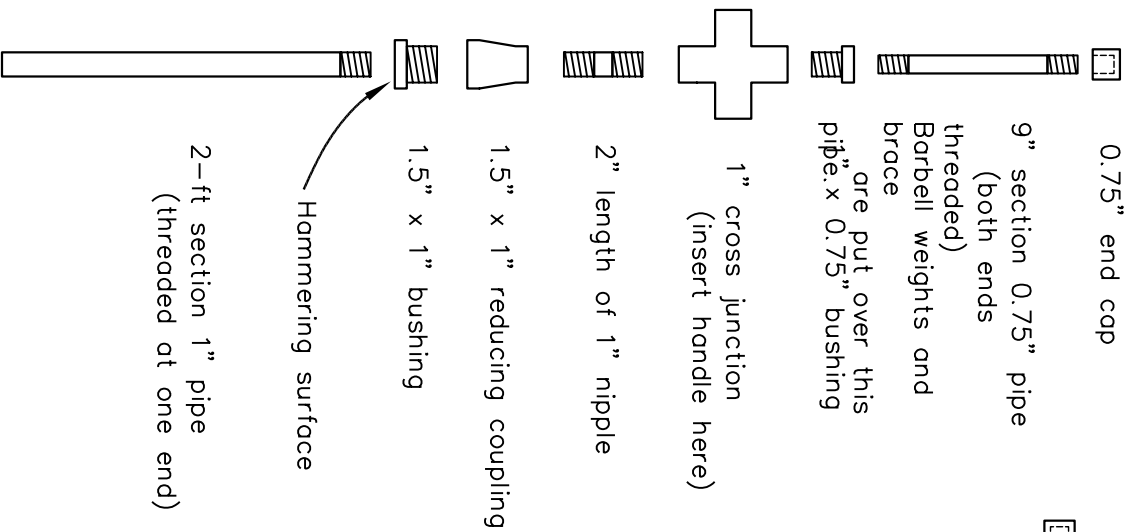 0.75” end cap
9” section 0.75” pipe
(both ends
threaded)
Barbell weights and
brace
are put over this
pipe.
1” x 0.75” bushing
1” cross junction
(insert handle here)
2” length of 1” nipple
1.5” x 1” reducing coupling
1.5” x 1” bushing
Hammering surface
2–ft section 1” pipe
(threaded at one end)